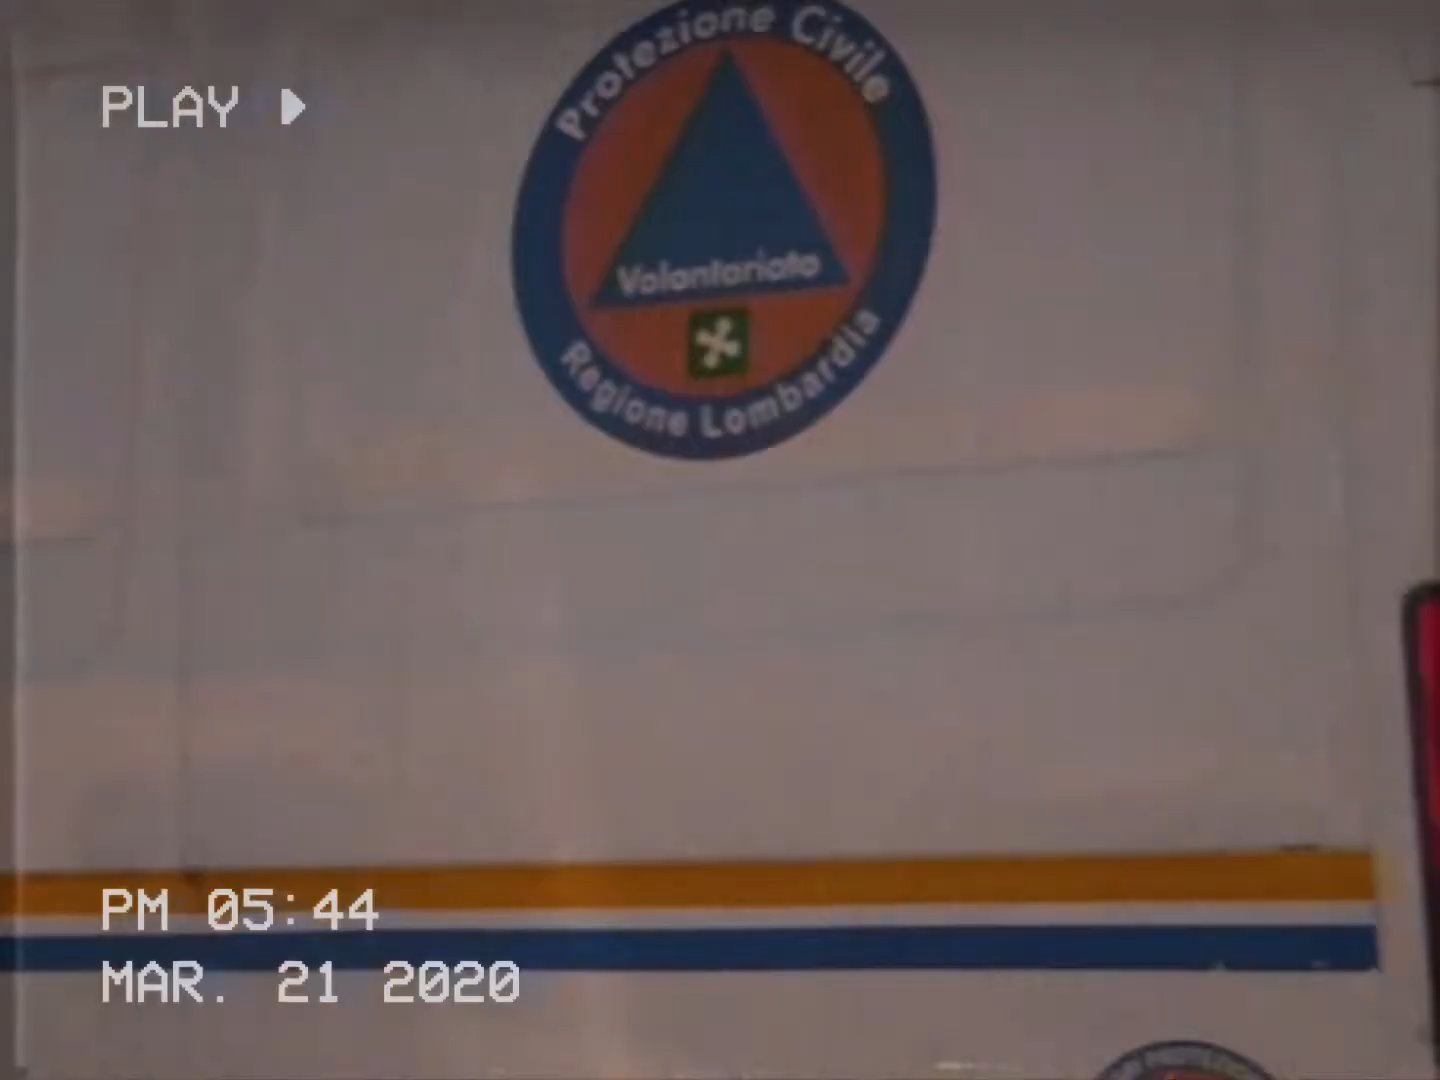 PLAY
Protezione Civile
Volontariato
Regione Lombardia
PM 05:44
MAR. 21 2020